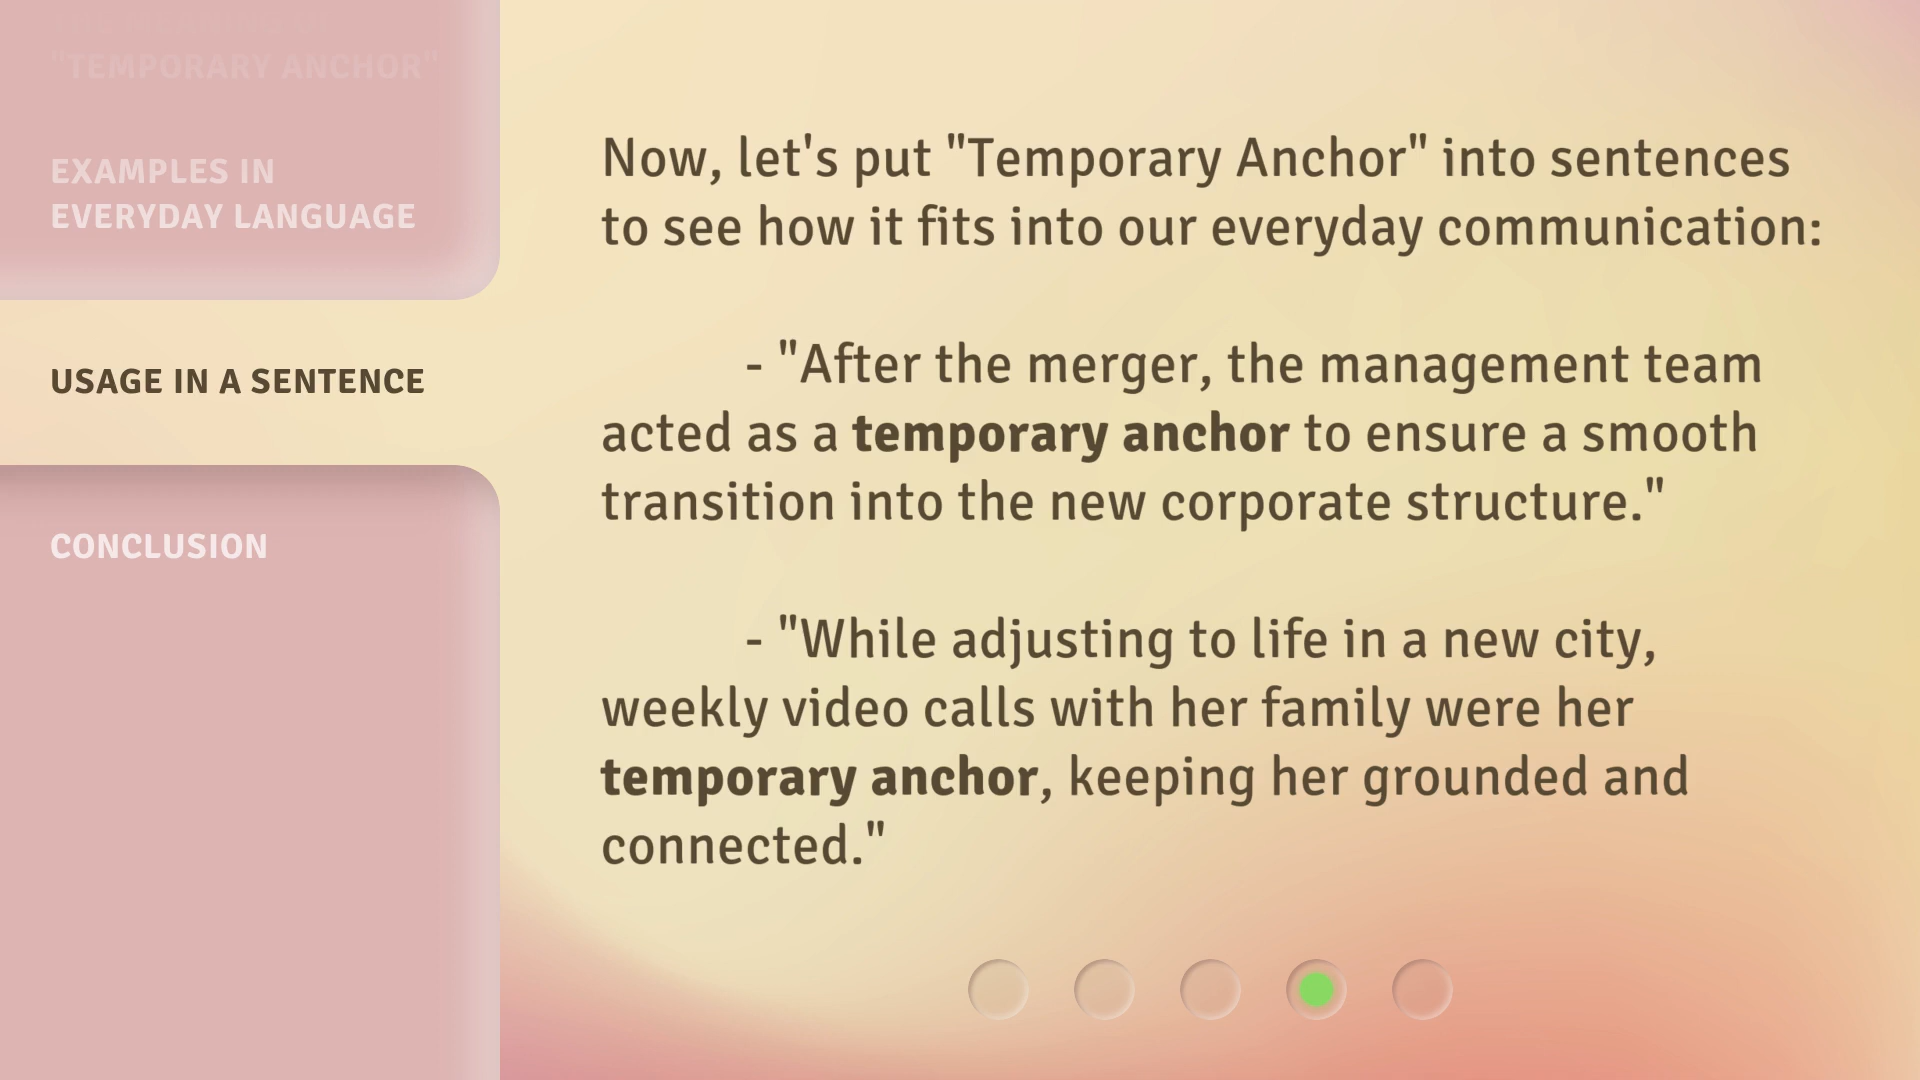 "TEMPORARY ANCHOR"
EXAMPLES IN
EVERYDAY LANGUAGE
USAGE IN A SENTENCE
CONCLUSION
Now, let's put "Temporary Anchor" into sentences
to see how it fits into our everyday communication:
- "After the merger, the management team
acted as a temporary anchor to ensure a smooth
transition into the new corporate structure."
- "While adjusting to life in a new city,
weekly video calls with her family were her
temporary anchor, keeping her grounded and
connected."